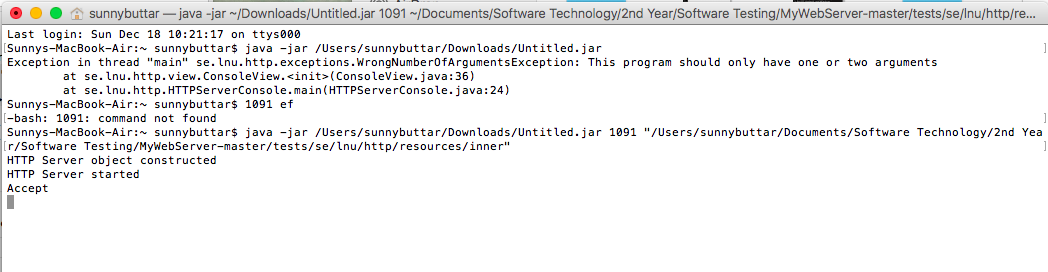 sunnybuttar — java -jar ~/Downloads/Untitled.jar 1091 ~/Documents/Software Technology/2nd Year/Software Testing/MyWebServer-master/tests/se/lnu/http/re...
Last login: Sun Dec 18 10:21:17 on ttys000
[Sunnys-MacBook-Air:~ sunnybuttar$ java -jar /Users/sunnybuttar/Downloads/Untitled.jar ]
Exception in thread "main" se.lnu.http.exceptions.WrongNumberOfArgumentsException: This program should only have one or two arguments
at se.lnu.http.view.ConsoleView.<init>(ConsoleView.java:36)
at se.lnu.http.HTTPServerConsole.main(HTTPServerConsole.java:24)
Sunnys-MacBook-Air:~ sunnybuttar$ 1091 ef
[-bash: 1091: command not found ]
Sunnys-MacBook-Air:~ sunnybuttar$ java -jar /Users/sunnybuttar/Downloads/Untitled.jar 1091 "/Users/sunnybuttar/Documents/Software Technology/2nd Yea
[r/Software Testing/MyWebServer-master/tests/se/lnu/http/resources/inner" ]
HTTP Server object constructed
HTTP Server started
Accept